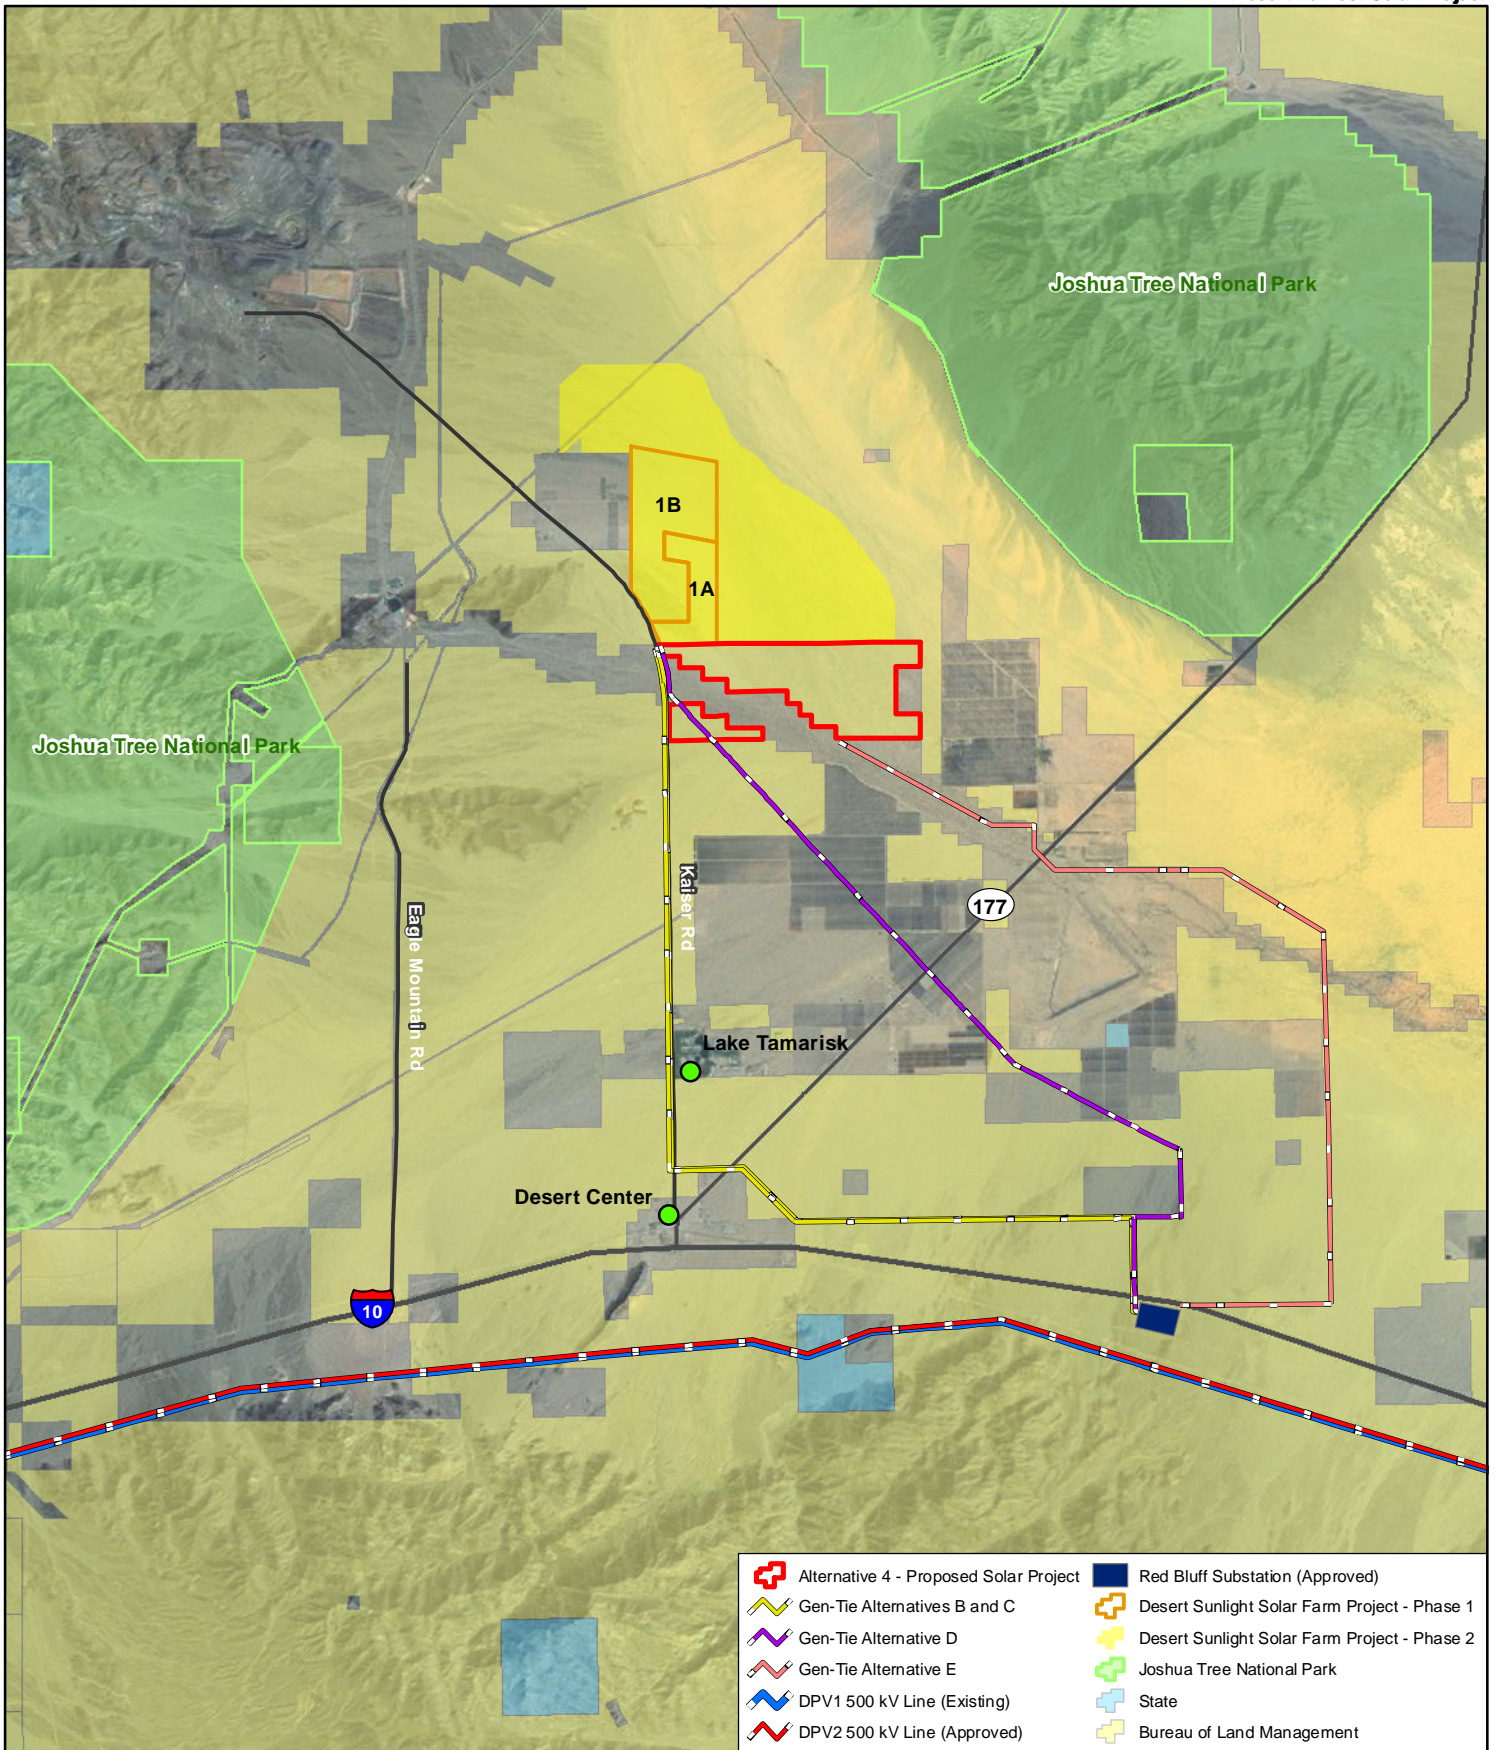 Joshua Tree National Park
1B
1A
Joshua Tree National Park
177
Kaiser Rd
Eagle Mountain Rd
Lake Tamarisk
Desert Center
10
Alternative 4 - Proposed Solar Project
Gen-Tie Alternatives B and C
Gen-Tie Alternative D
Gen-Tie Alternative E
DPV1 500 kV Line (Existing)
DPV2 500 kV Line (Approved)
Red Bluff Substation (Approved)
Desert Sunlight Solar Farm Project - Phase 1
Desert Sunlight Solar Farm Project - Phase 2
Joshua Tree National Park
State
Bureau of Land Management